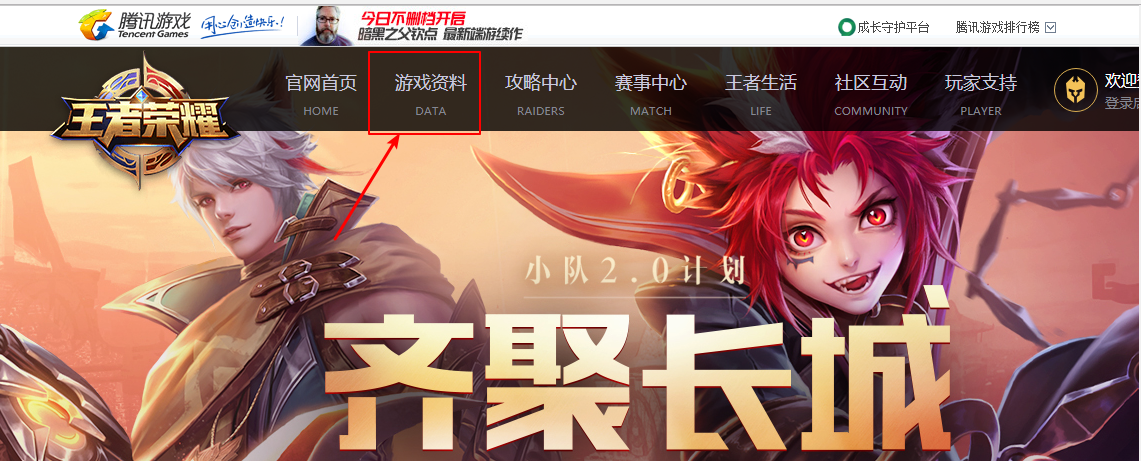 腾讯游戏
Tencent Games
用心创造快乐!
今日不删档开启
暗黑之父钦点 最新端游续作
成长守护平台
腾讯游戏排行榜
王者荣耀
官网首页 游戏资料 攻略中心 赛事中心 王者生活 社区互动 玩家支持
HOME DATA RAIDERS MATCH LIFE COMMUNITY PLAYER
欢迎
登录后
小队2.0计划
齐聚长城